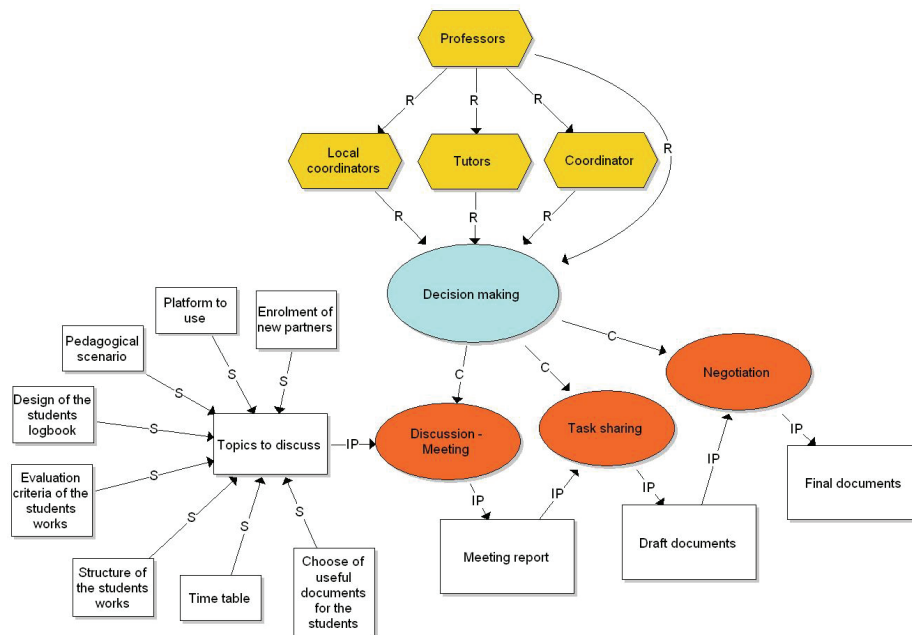 Professors
R
R
R
R
Local
coordinators
Tutors
Coordinator
R
R
R
Decision making
Platform to
use
Enrolment of
new partners
Pedagogical
scenario
C
C
C
Negotiation
S
S
S
Design of the
students
logbook
S
Topics to discuss
IP
Discussion -
Meeting
Task sharing
IP
IP
Evaluation
criteria of the
students
works
S
IP
IP
IP
Final documents
S
S
S
Meeting report
Draft documents
Structure of
the students
works
Time table
Choose of
useful
documents for
the students